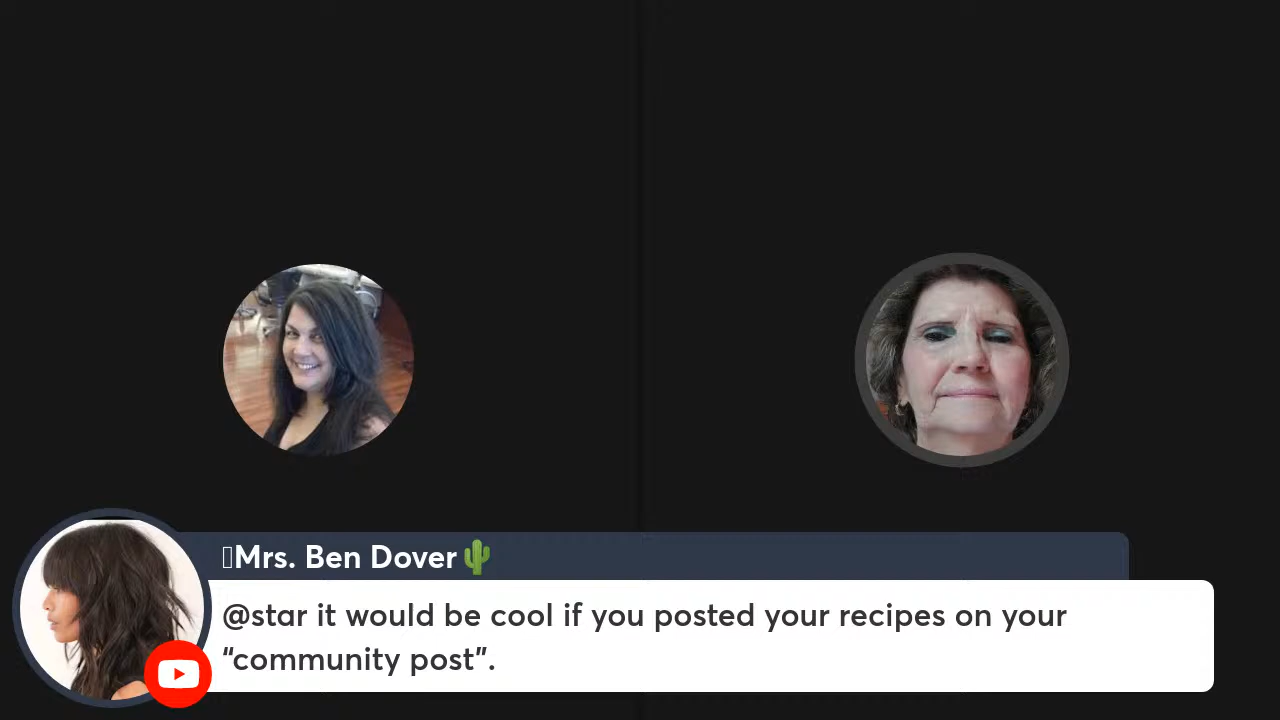 Mrs. Ben Dover🌵
@star it would be cool if you posted your recipes on your
“community post”.